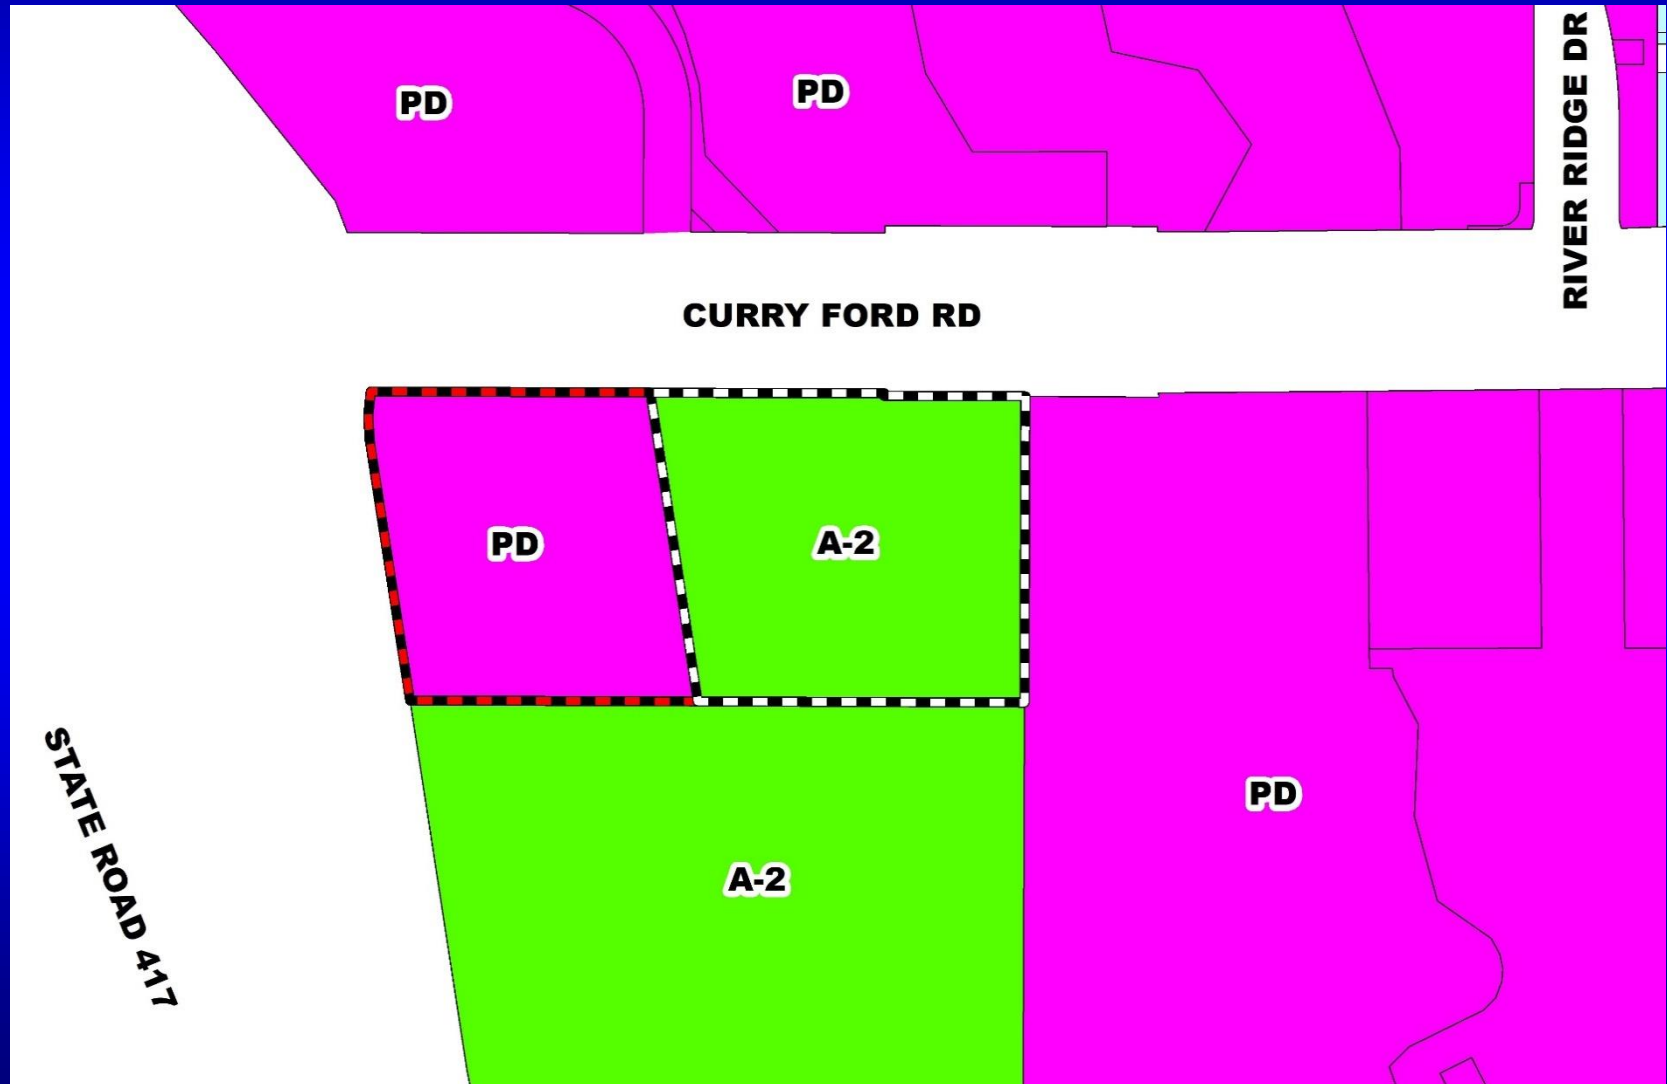 PD
PD
RIVER RIDGE DR
CURRY FORD RD
PD
A-2
STATE ROAD 417
PD
A-2